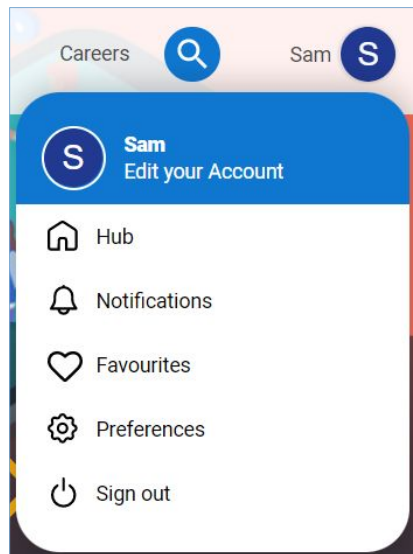 Careers
Sam
S
S
Sam
Edit your Account
Hub
Notifications
Favourites
Preferences
Sign out